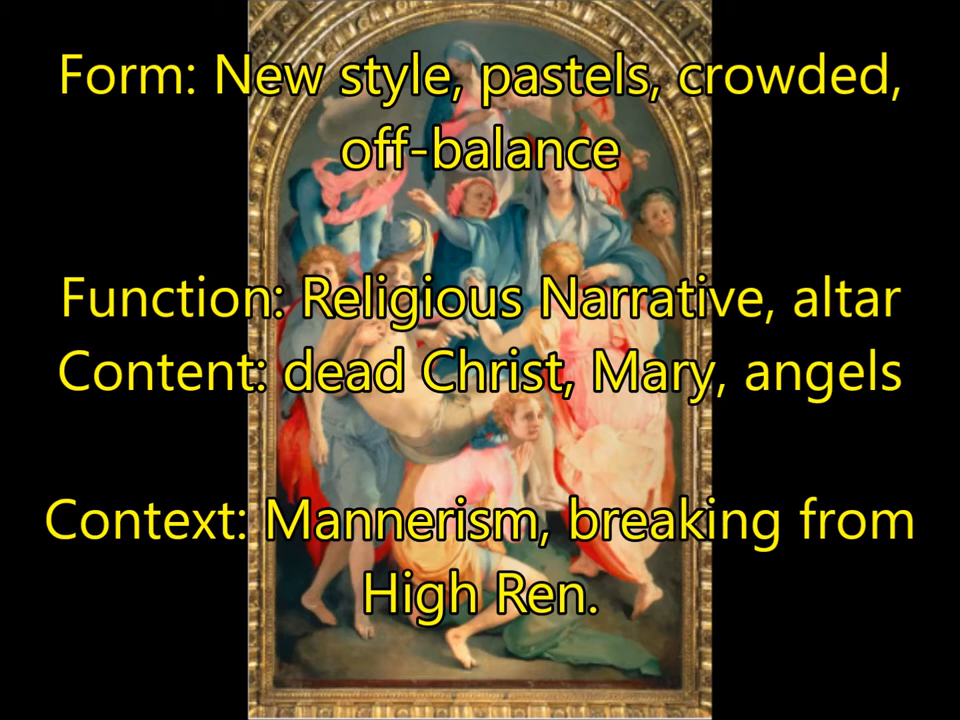 Form: New style, pastels, crowded,
off-balance
Function: Religious Narrative, altar
Content: dead Christ, Mary, angels
Context: Mannerism, breaking from
High Ren.